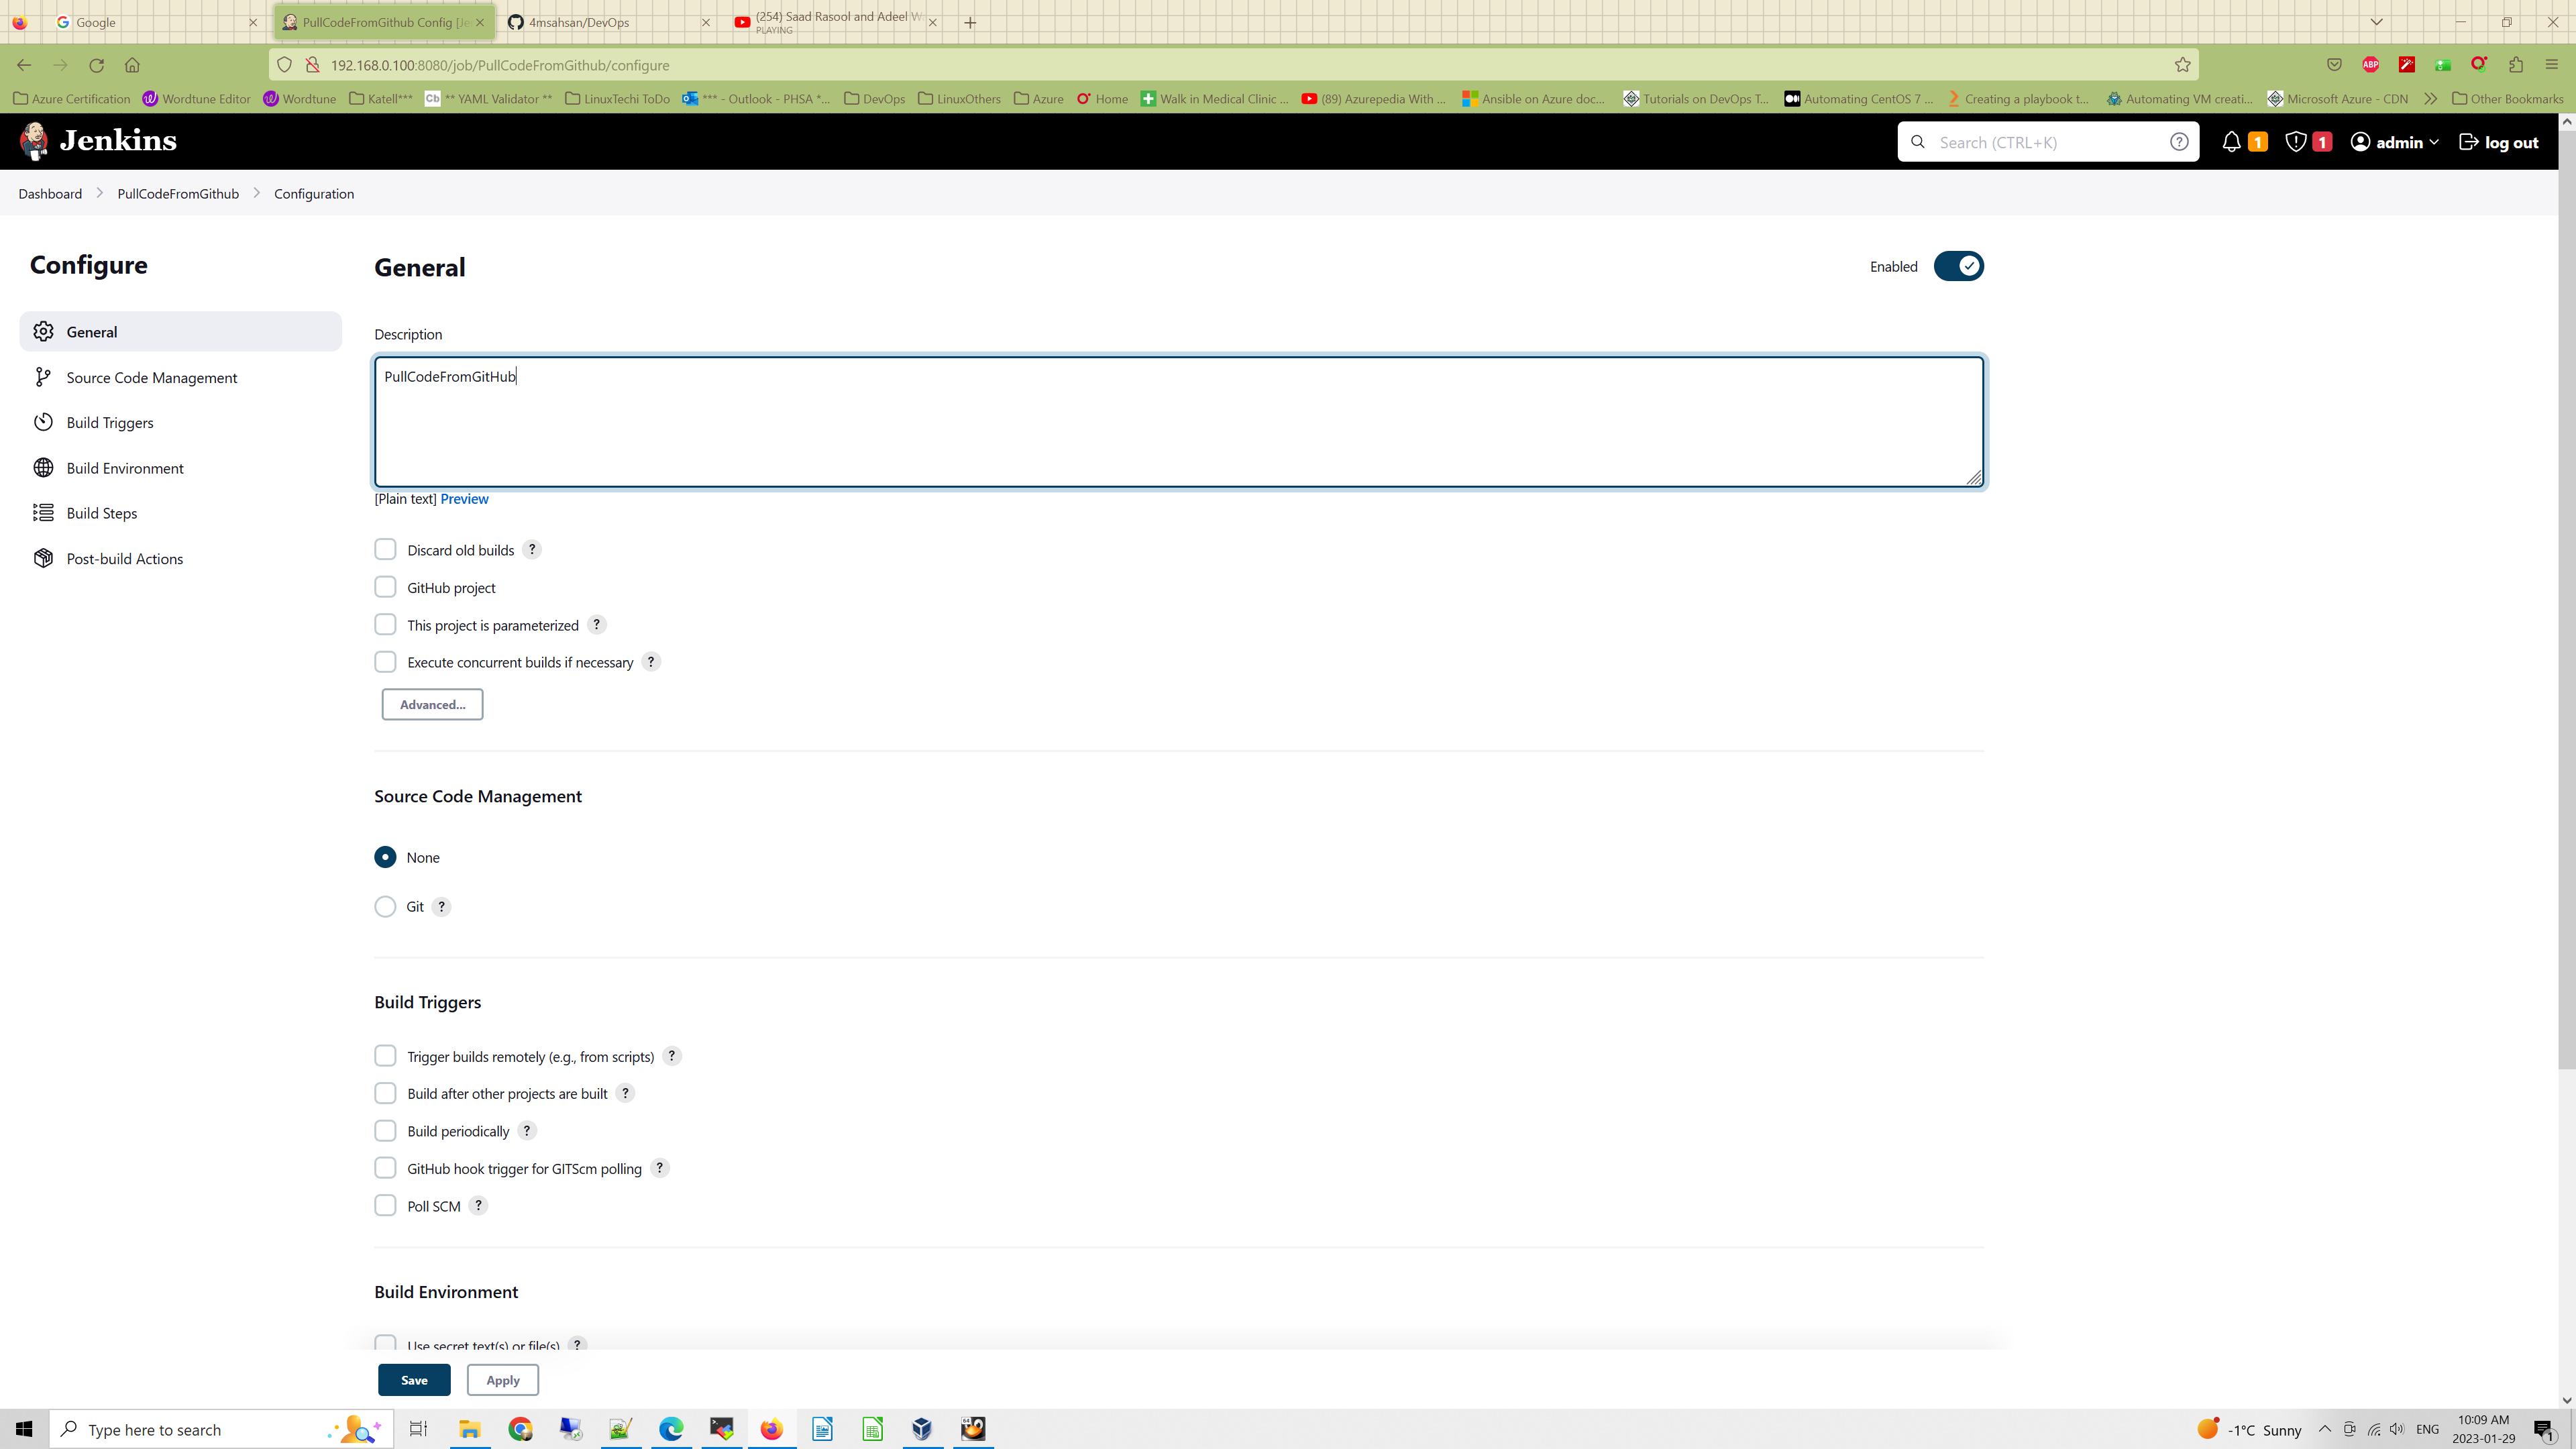 Google
PullCodeFromGithub Config [Je
4msahsan/DevOps
(254) Saad Rasool and Adeel W
PLAYING
192.168.0.100:8080/job/PullCodeFromGithub/configure
ABP
Azure Certification
Wordtune Editor
Wordtune
Katell***
Cb
** YAML Validator **
LinuxTechi ToDo
*** - Outlook - PHSA *...
DevOps
LinuxOthers
Azure
Home
Walk in Medical Clinic ...
(89) Azurepedia With ...
Ansible on Azure doc...
Tutorials on DevOps T...
Automating CentOS 7 ...
Creating a playbook t...
Automating VM creati...
Microsoft Azure - CDN
Other Bookmarks
Jenkins
Search (CTRL+K)
?
1
1
admin
log out
Dashboard
PullCodeFromGithub
Configuration
Configure
General
Source Code Management
Build Triggers
Build Environment
Build Steps
Post-build Actions
General
Enabled
Description
PullCodeFromGitHub
[Plain text] Preview
Discard old builds ?
GitHub project
This project is parameterized ?
Execute concurrent builds if necessary ?
Advanced...
Source Code Management
None
Git ?
Build Triggers
Trigger builds remotely (e.g., from scripts) ?
Build after other projects are built ?
Build periodically ?
GitHub hook trigger for GITScm polling ?
Poll SCM ?
Build Environment
Use secret text(s) or file(s) ?
Save
Apply
Type here to search
-1°C Sunny
ENG
10:09 AM
2023-01-29
1